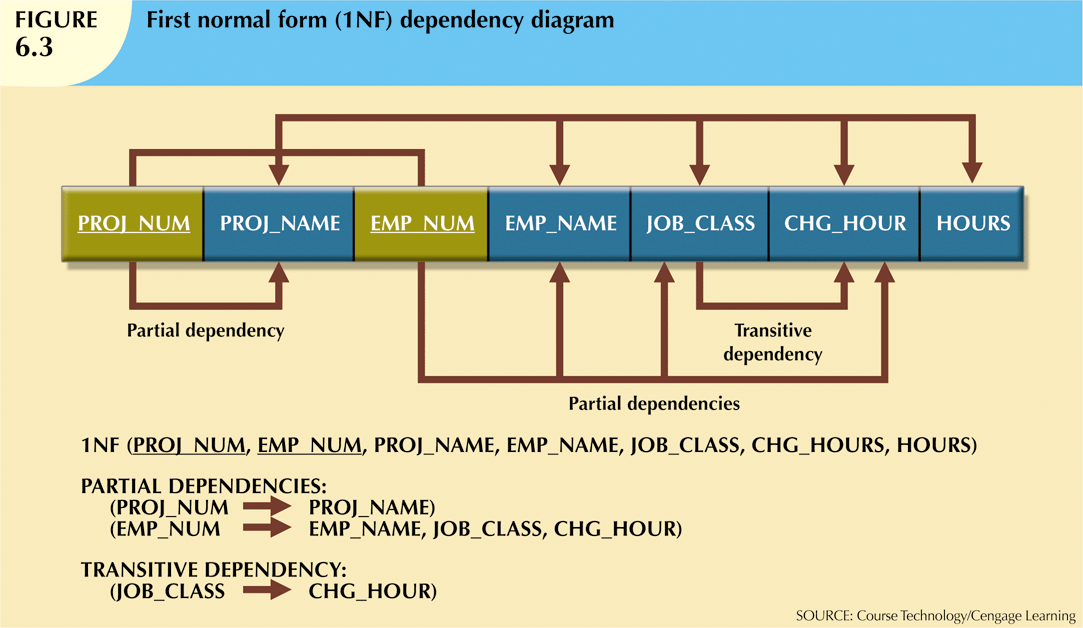 FIGURE
6.3
First normal form (1NF) dependency diagram
PROJ_NUM PROJ_NAME EMP_NUM EMP_NAME JOB_CLASS CHG_HOUR HOURS
Partial dependency
Transitive
dependency
Partial dependencies
1NF (PROJ_NUM, EMP_NUM, PROJ_NAME, EMP_NAME, JOB_CLASS, CHG_HOURS, HOURS)
PARTIAL DEPENDENCIES:
(PROJ_NUM PROJ_NAME)
(EMP_NUM EMP_NAME, JOB_CLASS, CHG_HOUR)
TRANSITIVE DEPENDENCY:
(JOB_CLASS CHG_HOUR)
SOURCE: Course Technology/Cengage Learning